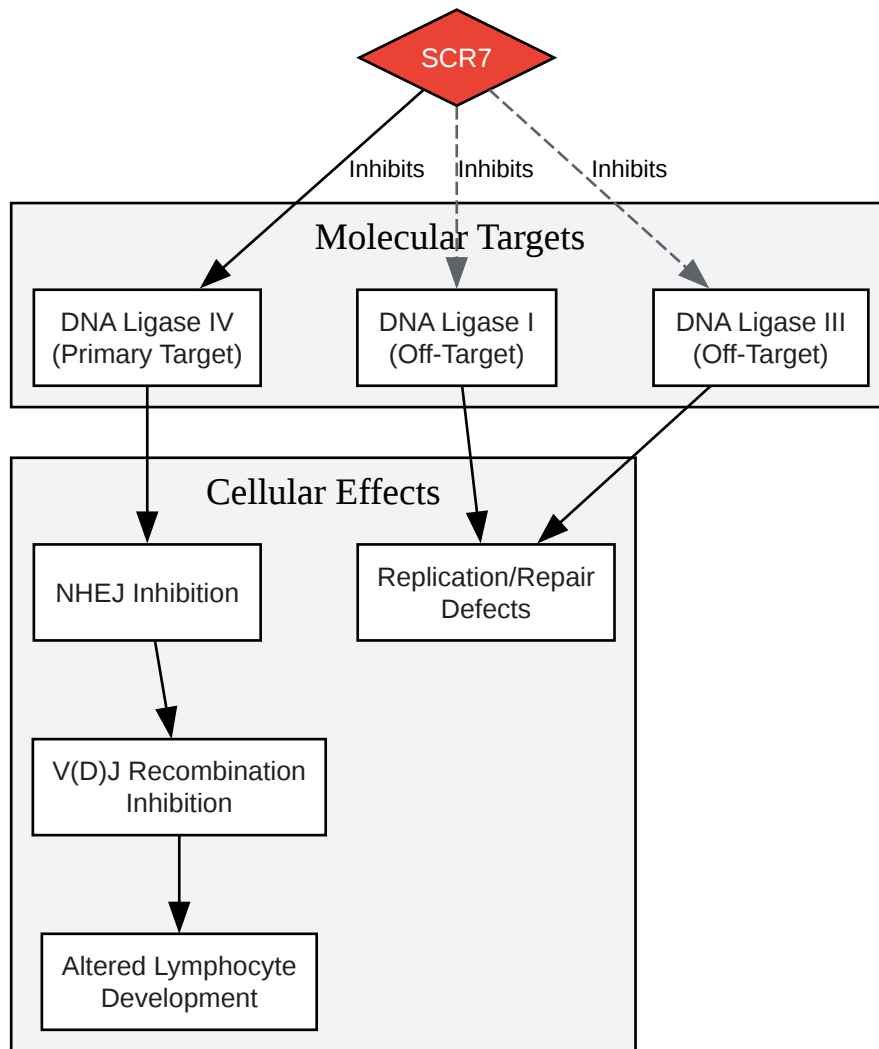 SCR7
Inhibits
Inhibits
Inhibits
Molecular Targets
DNA Ligase IV
(Primary Target)
DNA Ligase I
(Off-Target)
DNA Ligase III
(Off-Target)
Cellular Effects
NHEJ Inhibition
Replication/Repair
Defects
V(D)J Recombination
Inhibition
Altered Lymphocyte
Development